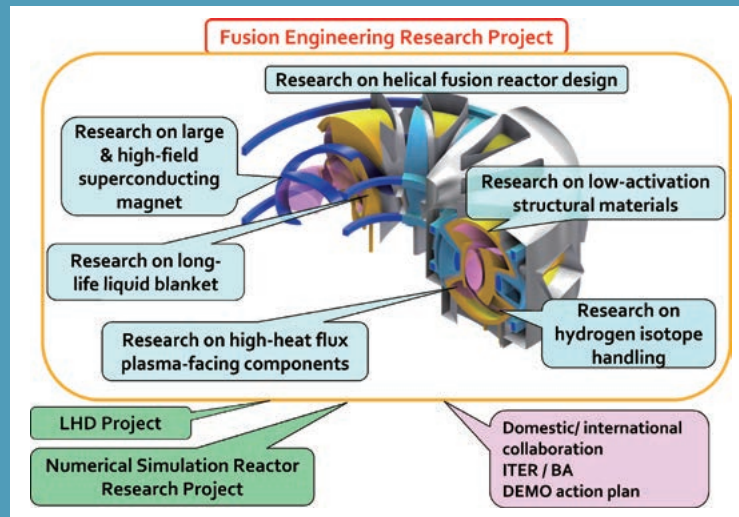 Fusion Engineering Research Project
Research on helical fusion reactor design
Research on large
& high-field
superconducting
magnet
Research on low-activation
structural materials
Research on long-
life liquid blanket
Research on high-heat flux
plasma-facing components
Research on
hydrogen isotope
handling
LHD Project
Numerical Simulation Reactor
Research Project
Domestic/ international
collaboration
ITER / BA
DEMO action plan